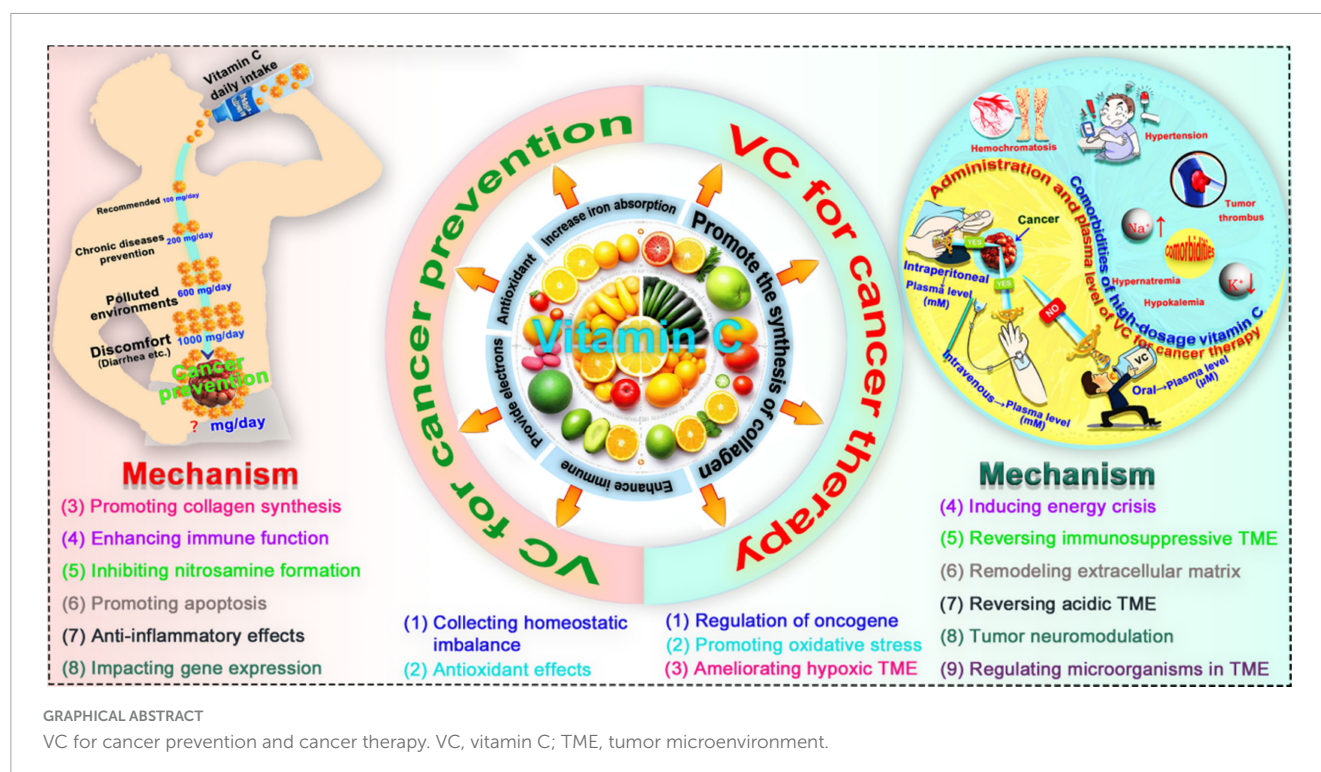 Vitamin C
daily intake
Recommended 100 mg/day
Chronic diseases
prevention
200 mg/day
Polluted
environments
600 mg/day
1000 mg/day
Discomfort
(Diarrhea etc.)
Cancer
prevention
? mg/day
Mechanism
(3) Promoting collagen synthesis
(4) Enhancing immune function
(5) Inhibiting nitrosamine formation
(6) Promoting apoptosis
(7) Anti-inflammatory effects
(8) Impacting gene expression
VC for cancer prevention
VC for cancer therapy
Increase iron absorption
Promote the synthesis of collagen
Enhance immune
Provide electrons
Antioxidant
Vitamin C
(1) Collecting homeostatic
imbalance
(2) Antioxidant effects
(1) Regulation of oncogene
(2) Promoting oxidative stress
(3) Ameliorating hypoxic TME
Hemochromatosis
Hypertension
Tumor
thrombus
Na+ ↑
comorbidities
Hypernatremia
Hypokalemia
K+ ↓
Comorbidities of high-dosage vitamin C
Administration and plasma level of VC for cancer therapy
Cancer
YES
Intraperitoneal
Plasma level
(mM)
YES
NO
Intravenous→Plasma level
(mM)
VC
Oral→Plasma level
(μM)
Mechanism
(4) Inducing energy crisis
(5) Reversing immunosuppressive TME
(6) Remodeling extracellular matrix
(7) Reversing acidic TME
(8) Tumor neuromodulation
(9) Regulating microorganisms in TME
GRAPHICAL ABSTRACT
VC for cancer prevention and cancer therapy. VC, vitamin C; TME, tumor microenvironment.